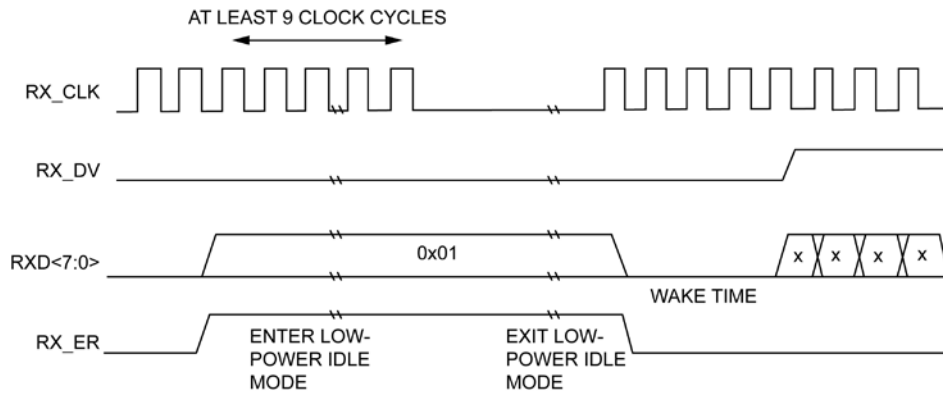 AT LEAST 9 CLOCK CYCLES
RX_CLK
RX_DV
RXD<7:0>
0x01
x x x x
WAKE TIME
RX_ER
ENTER LOW-
POWER IDLE
MODE
EXIT LOW-
POWER IDLE
MODE